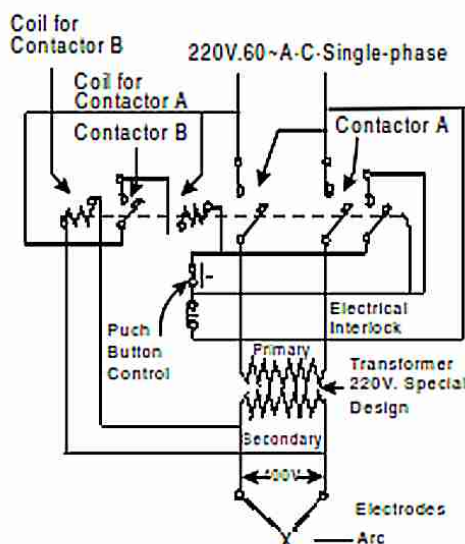 Coil for
Contactor B
220V.60~A-C-Single-phase
Coil for
Contactor A
Contactor B
Contactor A
Puch
Button
Control
Electrical
Interlock
Primary
Transformer
220V. Special
Design
Secondary
Electrodes
Arc